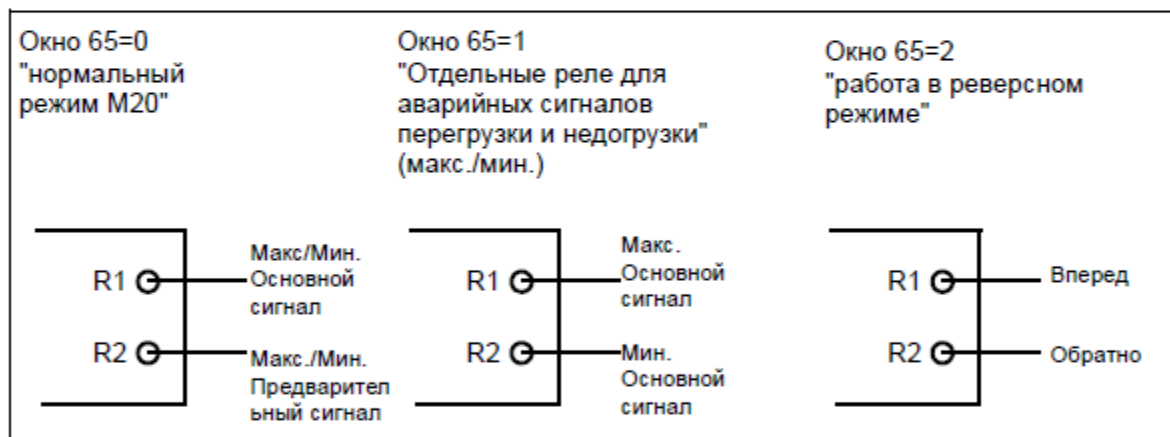 Окно 65=0
"нормальный
режим M20"
Окно 65=1
"Отдельные реле для
аварийных сигналов
перегрузки и недогрузки"
(макс./мин.)
Окно 65=2
"работа в реверсном
режиме"
R1
Макс/Мин.
Основной
сигнал
R2
Макс./Мин.
Предварител
ьный сигнал
R1
Макс.
Основной
сигнал
R2
Мин.
Основной
сигнал
R1
Вперед
R2
Обратно